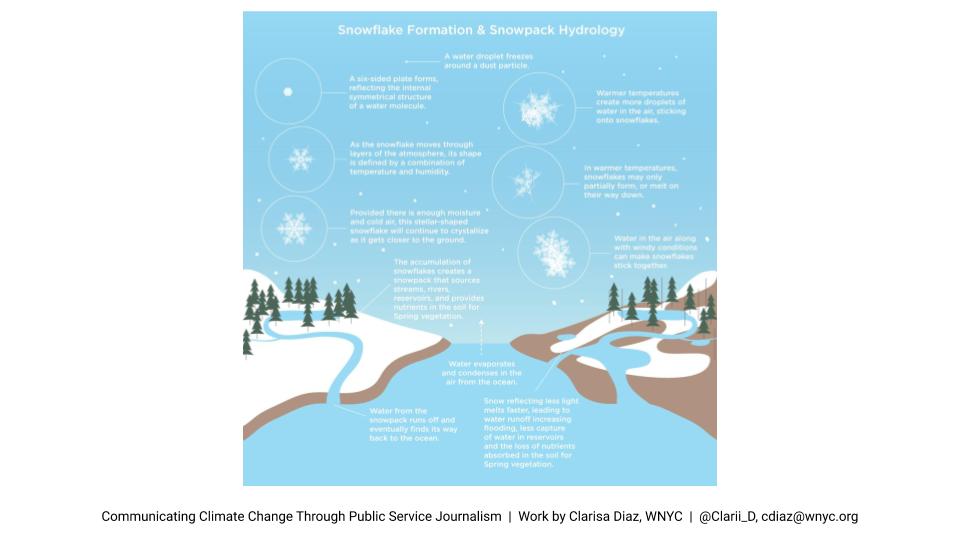 Snowflake Formation & Snowpack Hydrology
A water droplet freezes
around a dust particle.
A six-sided plate forms,
reflecting the internal
symmetrical structure
of a water molecule.
As the snowflake moves through
layers of the atmosphere, its shape
is defined by a combination of
temperature and humidity.
Provided there is enough moisture
and cold air, this stellar-shaped
snowflake will continue to crystallize
as it gets closer to the ground.
The accumulation of
snowflakes creates a
snowpack that sources
streams, rivers,
reservoirs, and provides
nutrients in the soil for
Spring vegetation.
Warmer temperatures
create more droplets of
water in the air, sticking
onto snowflakes.
In warmer temperatures,
snowflakes may only
partially form, or melt on
their way down.
Water in the air along
with windy conditions
can make snowflakes
stick together.
Water evaporates
and condenses in the
air from the ocean.
Water from the
snowpack runs off and
eventually finds its way
back to the ocean.
Snow reflecting less light
melts faster, leading to
water runoff increasing
flooding, less capture
of water in reservoirs
and the loss of nutrients
absorbed in the soil for
Spring vegetation.
Communicating Climate Change Through Public Service Journalism | Work by Clarisa Diaz, WNYC | @Clarii_D, cdiaz@wnyc.org